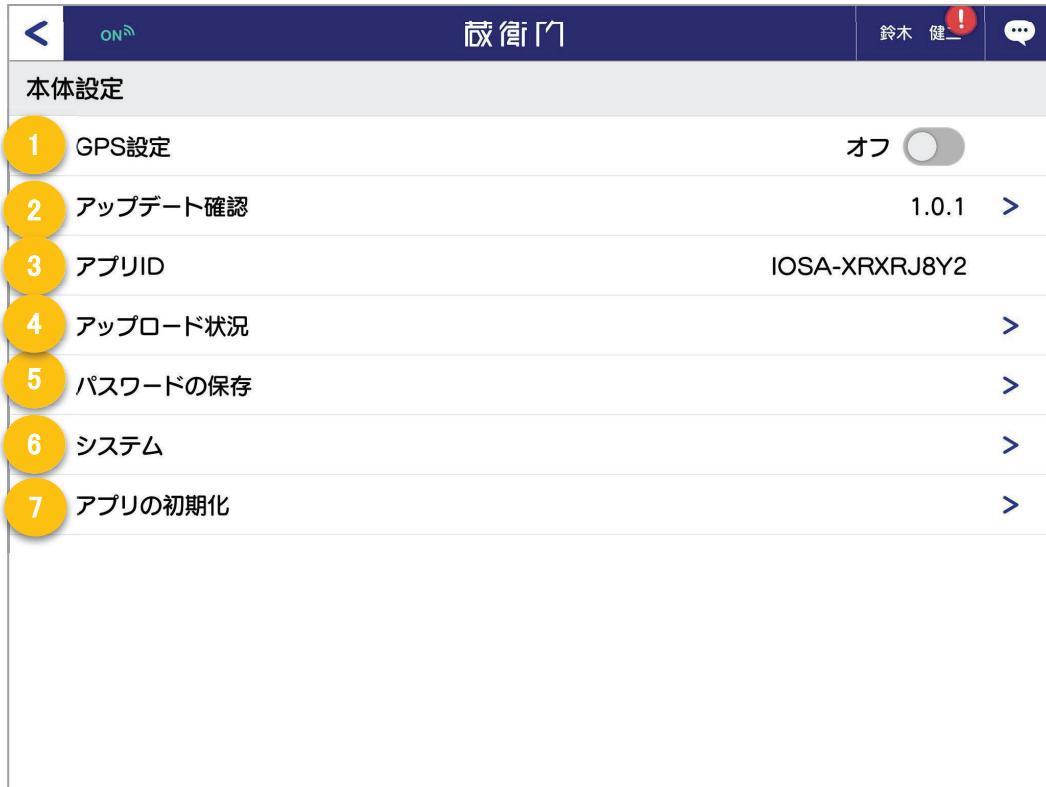 ON
蔵衛門
鈴木 健二
!
本体設定
1 GPS設定 オフ
2 アップデート確認 1.0.1 >
3 アプリID IOSA-XRXRJ8Y2
4 アップロード状況 >
5 パスワードの保存 >
6 システム >
7 アプリの初期化 >